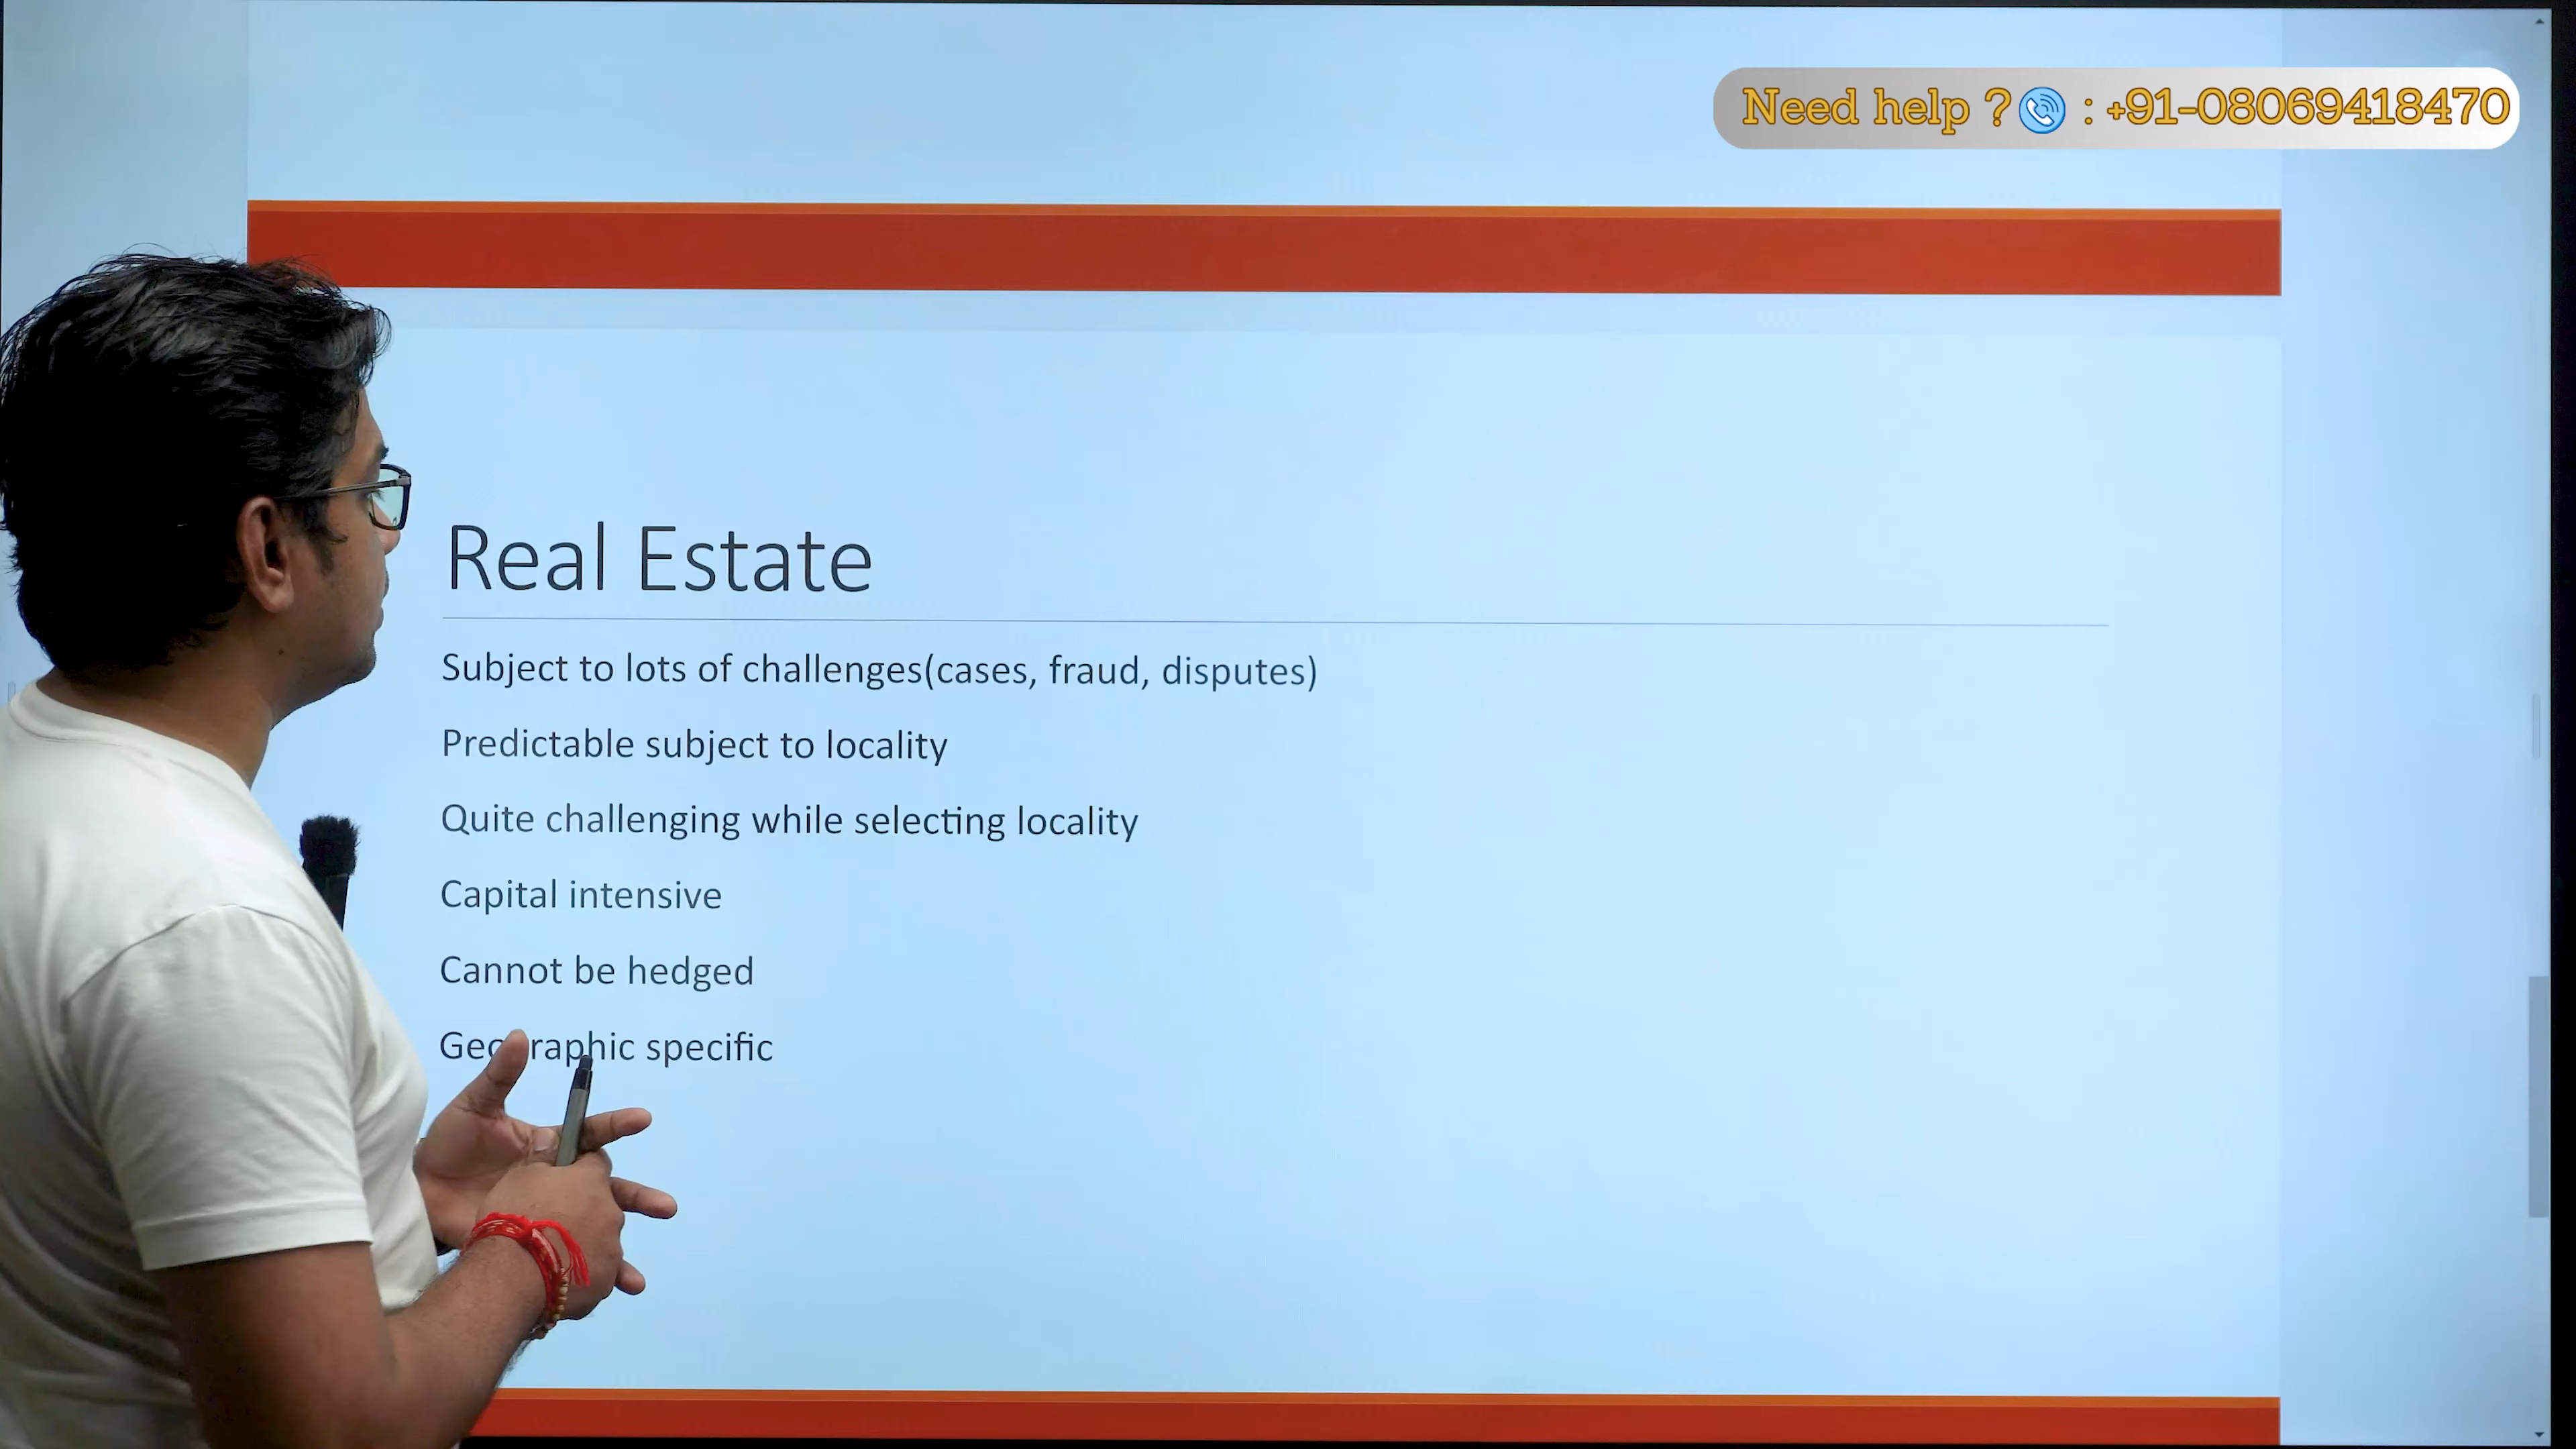 Need help ? : +91-08069418470
Real Estate
Subject to lots of challenges(cases, fraud, disputes)
Predictable subject to locality
Quite challenging while selecting locality
Capital intensive
Cannot be hedged
Geographic specific